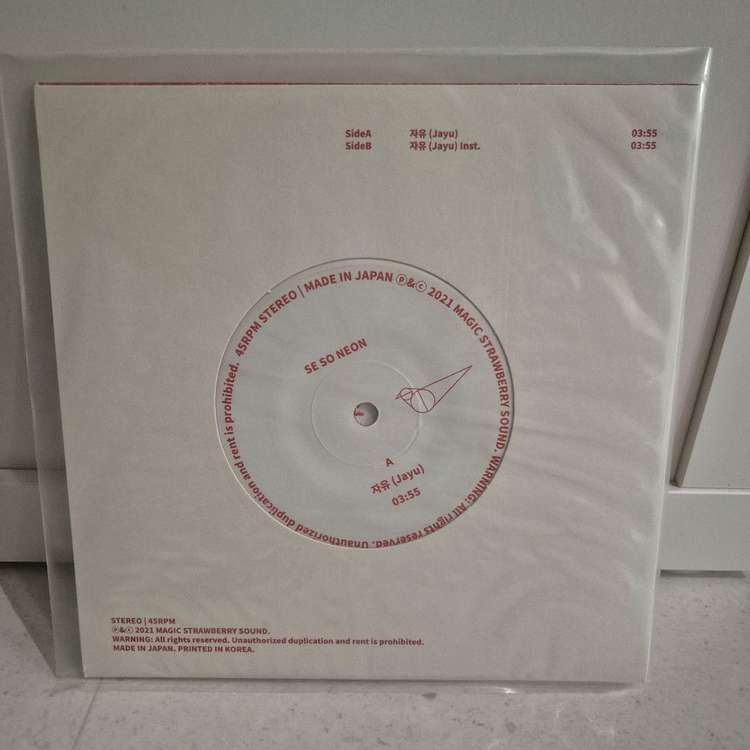 SideA 자유 (Jayu) 03:55
SideB 자유 (Jayu) Inst. 03:55
45RPM STEREO | MADE IN JAPAN ⓟ&ⓒ 2021 MAGIC STRAWBERRY SOUND. WARNING: All rights reserved. Unauthorized duplication and rent is prohibited.
SE SO NEON
A
자유 (Jayu)
03:55
STEREO | 45RPM
ⓟ&ⓒ 2021 MAGIC STRAWBERRY SOUND.
WARNING: All rights reserved. Unauthorized duplication and rent is prohibited.
MADE IN JAPAN. PRINTED IN KOREA.